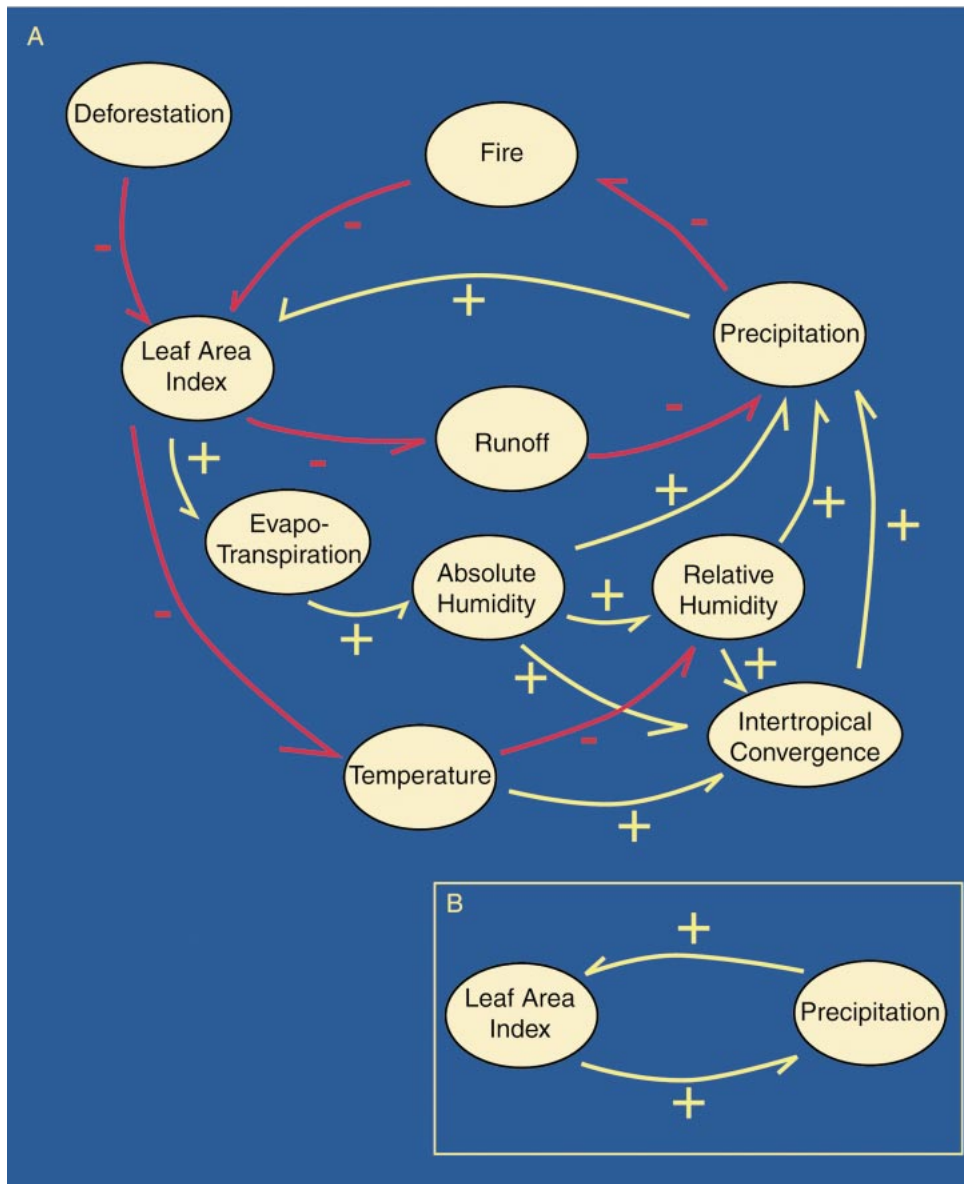 A
Deforestation
Fire
-
-
-
+
Precipitation
Leaf Area
Index
-
Runoff
-
+
+
+
Evapo-
Transpiration
+
Absolute
Humidity
Relative
Humidity
+
-
+
+
+
Intertropical
Convergence
-
Temperature
+
B
+
Leaf Area
Index
Precipitation
+